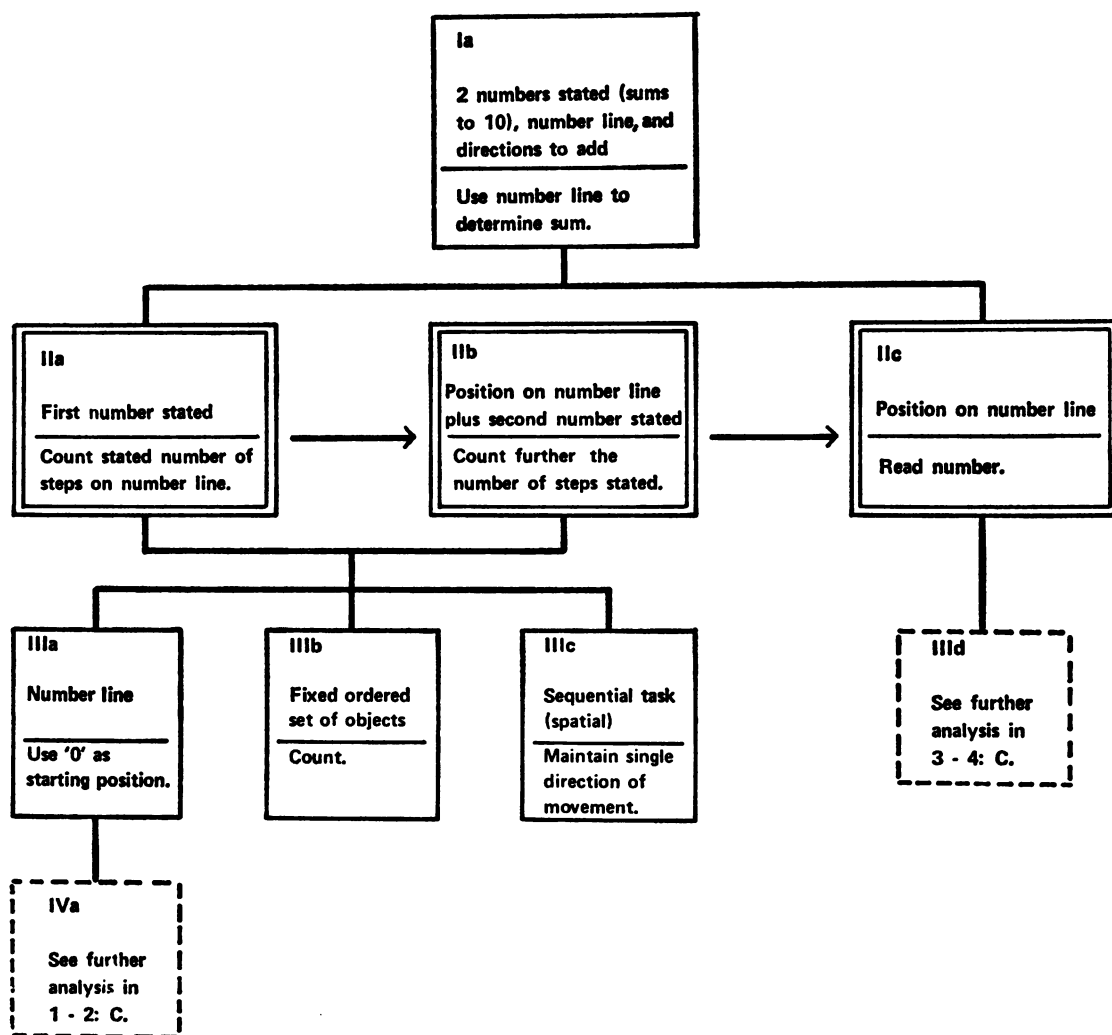 Ia
2 numbers stated (sums
to 10), number line, and
directions to add
Use number line to
determine sum.
IIa
First number stated
Count stated number of
steps on number line.
IIb
Position on number line
plus second number stated
Count further the
number of steps stated.
IIc
Position on number line
Read number.
IIIa
Number line
Use '0' as
starting position.
IIIb
Fixed ordered
set of objects
Count.
IIIc
Sequential task
(spatial)
Maintain single
direction of
movement.
IIId
See further
analysis in
3 - 4: C.
IVa
See further
analysis in
1 - 2: C.